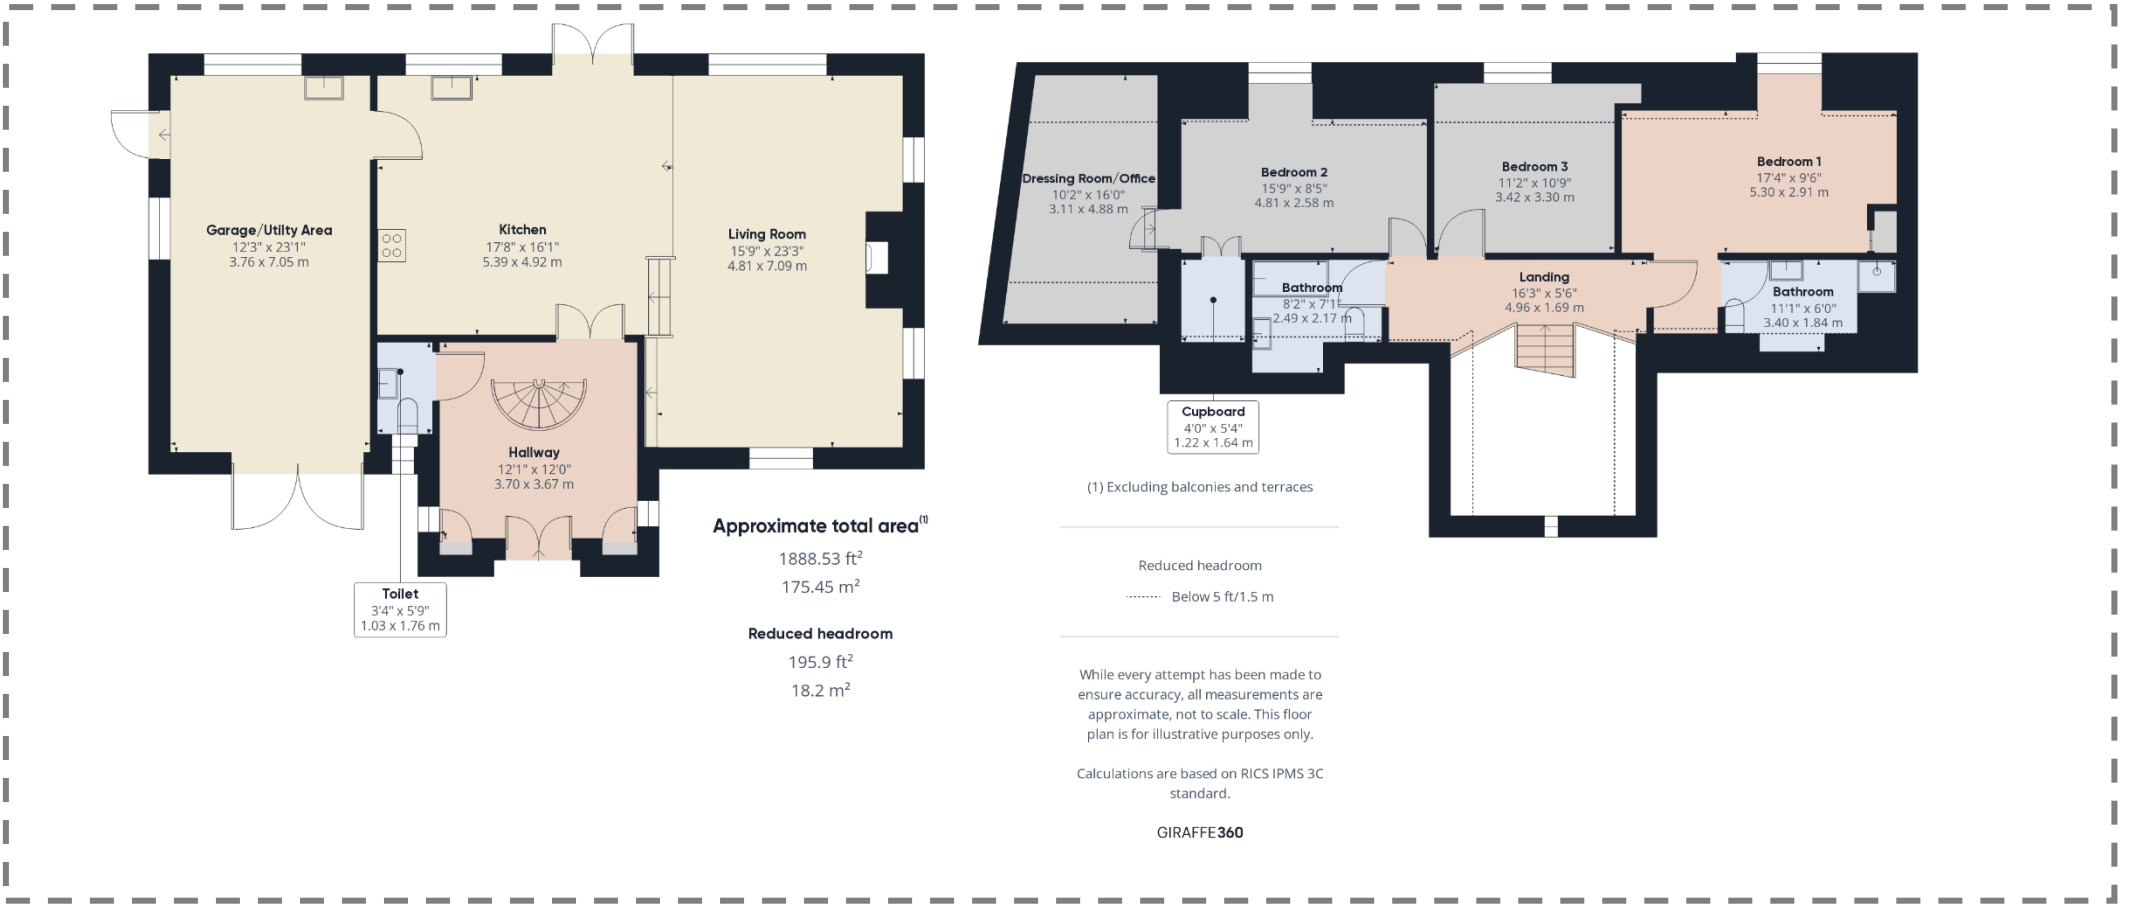 Garage/Utilty Area
12'3" x 23'1"
3.76 x 7.05 m
Kitchen
17'8" x 16'1"
5.39 x 4.92 m
Living Room
15'9" x 23'3"
4.81 x 7.09 m
Hallway
12'1" x 12'0"
3.70 x 3.67 m
Toilet
3'4" x 5'9"
1.03 x 1.76 m
Approximate total area(1)
1888.53 ft²
175.45 m²
Reduced headroom
195.9 ft²
18.2 m²
Dressing Room/Office
10'2" x 16'0"
3.11 x 4.88 m
Bedroom 2
15'9" x 8'5"
4.81 x 2.58 m
Bedroom 3
11'2" x 10'9"
3.42 x 3.30 m
Bedroom 1
17'4" x 9'6"
5.30 x 2.91 m
Bathroom
8'2" x 7'1"
2.49 x 2.17 m
Landing
16'3" x 5'6"
4.96 x 1.69 m
Bathroom
11'1" x 6'0"
3.40 x 1.84 m
Cupboard
4'0" x 5'4"
1.22 x 1.64 m
(1) Excluding balconies and terraces
Reduced headroom
Below 5 ft/1.5 m
While every attempt has been made to
ensure accuracy, all measurements are
approximate, not to scale. This floor
plan is for illustrative purposes only.
Calculations are based on RICS IPMS 3C
standard.
GIRAFFE360